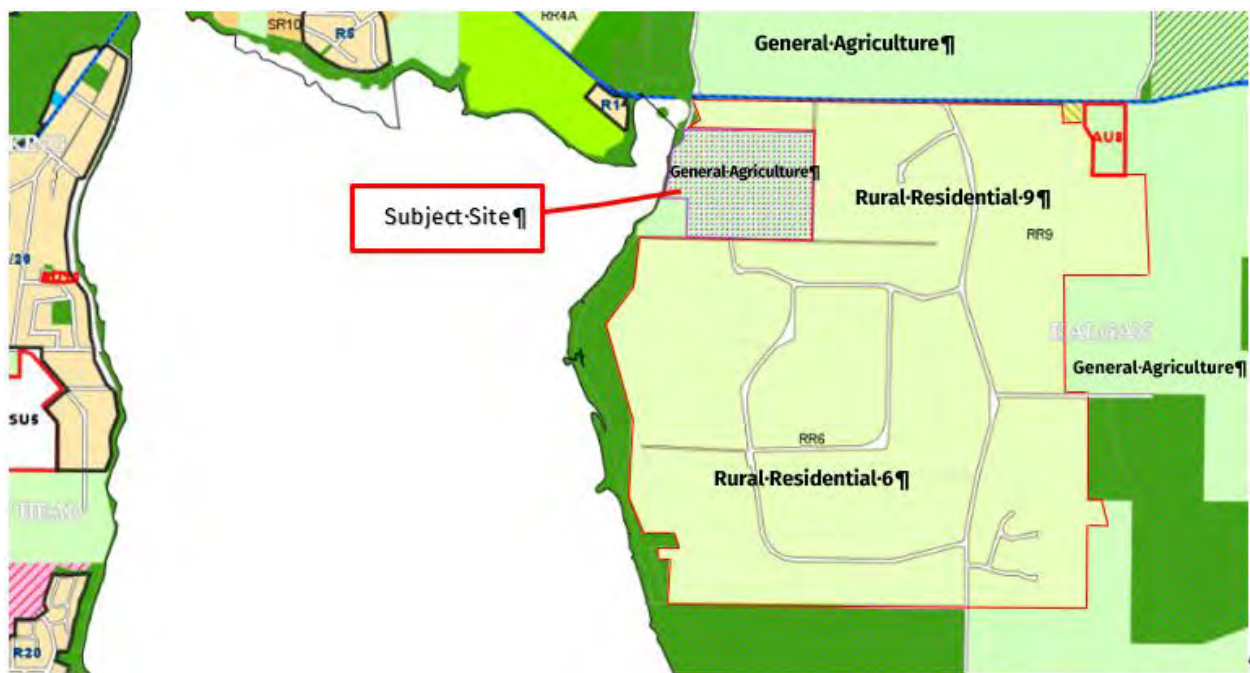 SR10
R5
RR4A
General·Agriculture¶
R1
AU8
General·Agriculture¶
Rural·Residential·9¶
Subject·Site¶
RR9
KALGAN
General·Agriculture¶
SU5
RR6
Rural·Residential·6¶
R20